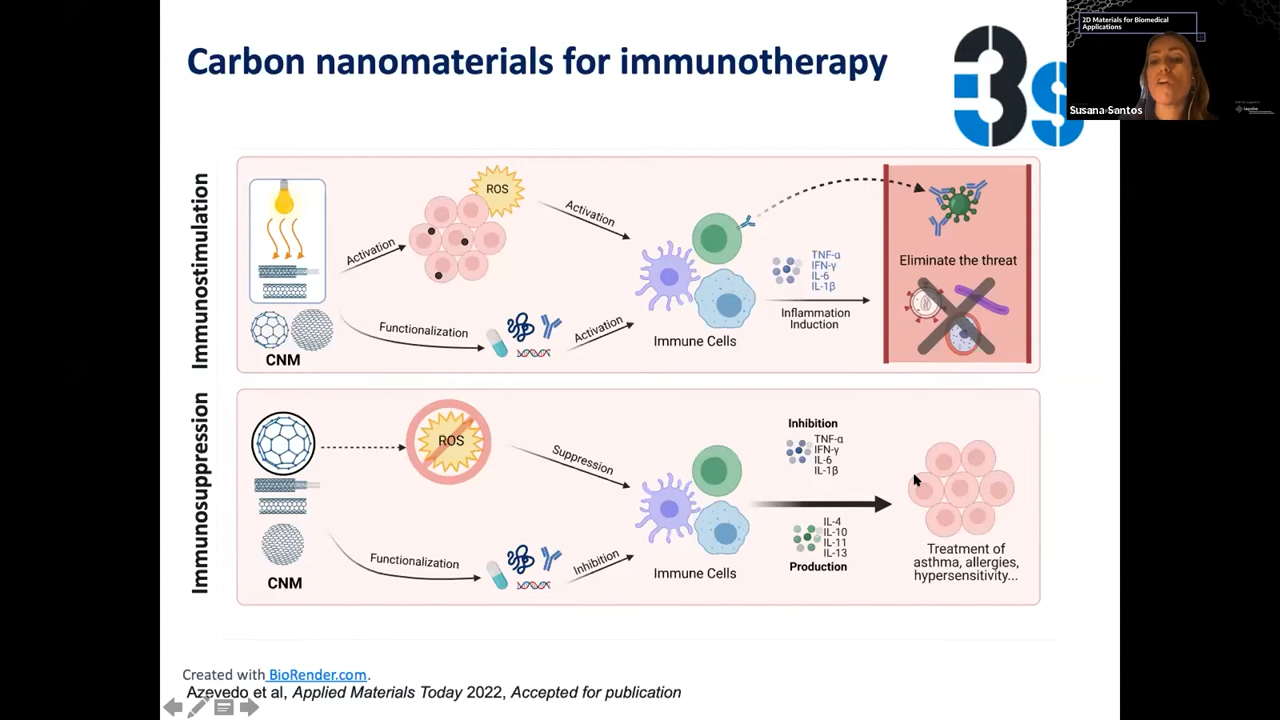 Carbon nanomaterials for immunotherapy
3s
2D Materials for Biomedical
Applications
Susana Santos
Immunostimulation
CNM
Activation
ROS
Activation
Functionalization
Activation
Immune Cells
TNF-α
IFN-γ
IL-6
IL-1β
Inflammation
Induction
Eliminate the threat
Immunosuppression
CNM
ROS
Suppression
Functionalization
Inhibition
Immune Cells
Inhibition
TNF-α
IFN-γ
IL-6
IL-1β
IL-4
IL-10
IL-11
IL-13
Production
Treatment of
asthma, allergies,
hypersensitivity...
Created with BioRender.com.
Azevedo et al, Applied Materials Today 2022, Accepted for publication